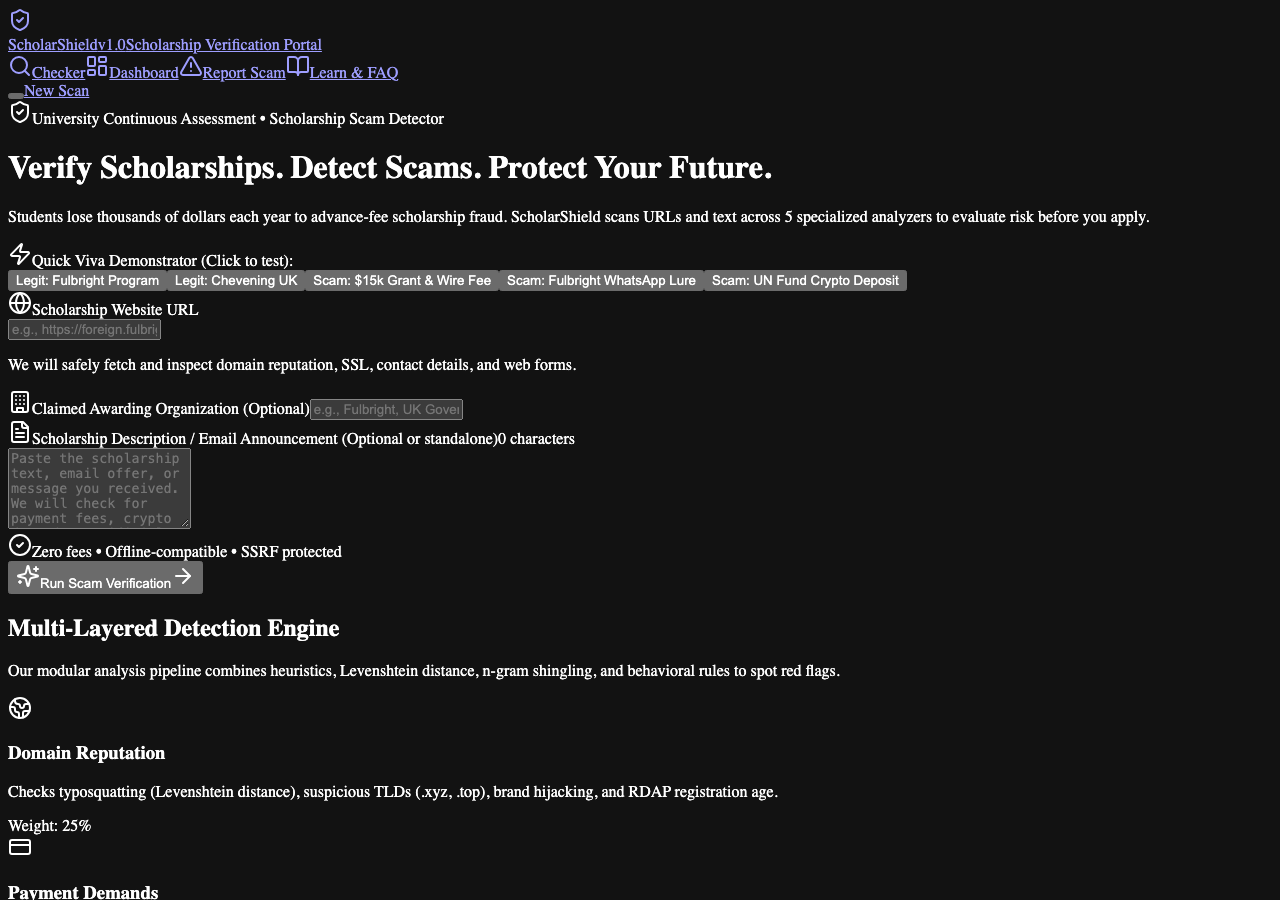 ScholarShieldv1.0Scholarship Verification Portal
CheckerDashboardReport ScamLearn & FAQ
New Scan
University Continuous Assessment • Scholarship Scam Detector
Verify Scholarships. Detect Scams. Protect Your Future.
Students lose thousands of dollars each year to advance-fee scholarship fraud. ScholarShield scans URLs and text across 5 specialized analyzers to evaluate risk before you apply.
Quick Viva Demonstrator (Click to test):
Legit: Fulbright Program Legit: Chevening UK Scam: $15k Grant & Wire Fee Scam: Fulbright WhatsApp Lure Scam: UN Fund Crypto Deposit
Scholarship Website URL
e.g., https://foreign.fulbri
We will safely fetch and inspect domain reputation, SSL, contact details, and web forms.
Claimed Awarding Organization (Optional) e.g., Fulbright, UK Gover
Scholarship Description / Email Announcement (Optional or standalone)0 characters
Paste the scholarship
text, email offer, or
message you received.
We will check for
payment fees, crypto
Zero fees • Offline-compatible • SSRF protected
Run Scam Verification
Multi-Layered Detection Engine
Our modular analysis pipeline combines heuristics, Levenshtein distance, n-gram shingling, and behavioral rules to spot red flags.
Domain Reputation
Checks typosquatting (Levenshtein distance), suspicious TLDs (.xyz, .top), brand hijacking, and RDAP registration age.
Weight: 25%
Payment Demands